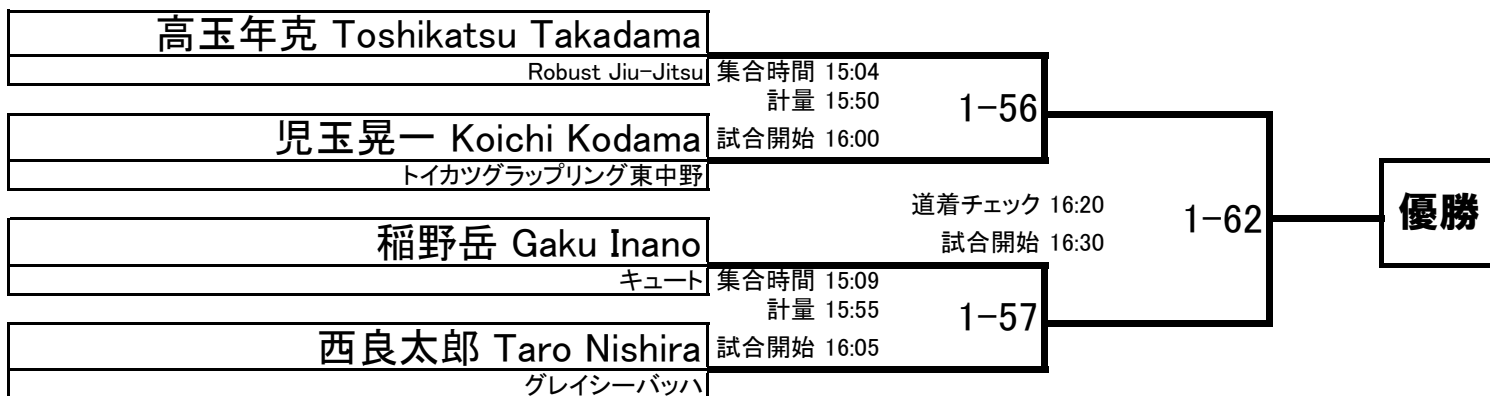 高玉年克 Toshikatsu Takadama
Robust Jiu-Jitsu
集合時間 15:04
計量 15:50
1-56
児玉晃一 Koichi Kodama
試合開始 16:00
トイカツグラップリング東中野
道着チェック 16:20
試合開始 16:30
1-62
優勝
稲野岳 Gaku Inano
キュート
集合時間 15:09
計量 15:55
1-57
西良太郎 Taro Nishira
試合開始 16:05
グレイシーバッハ